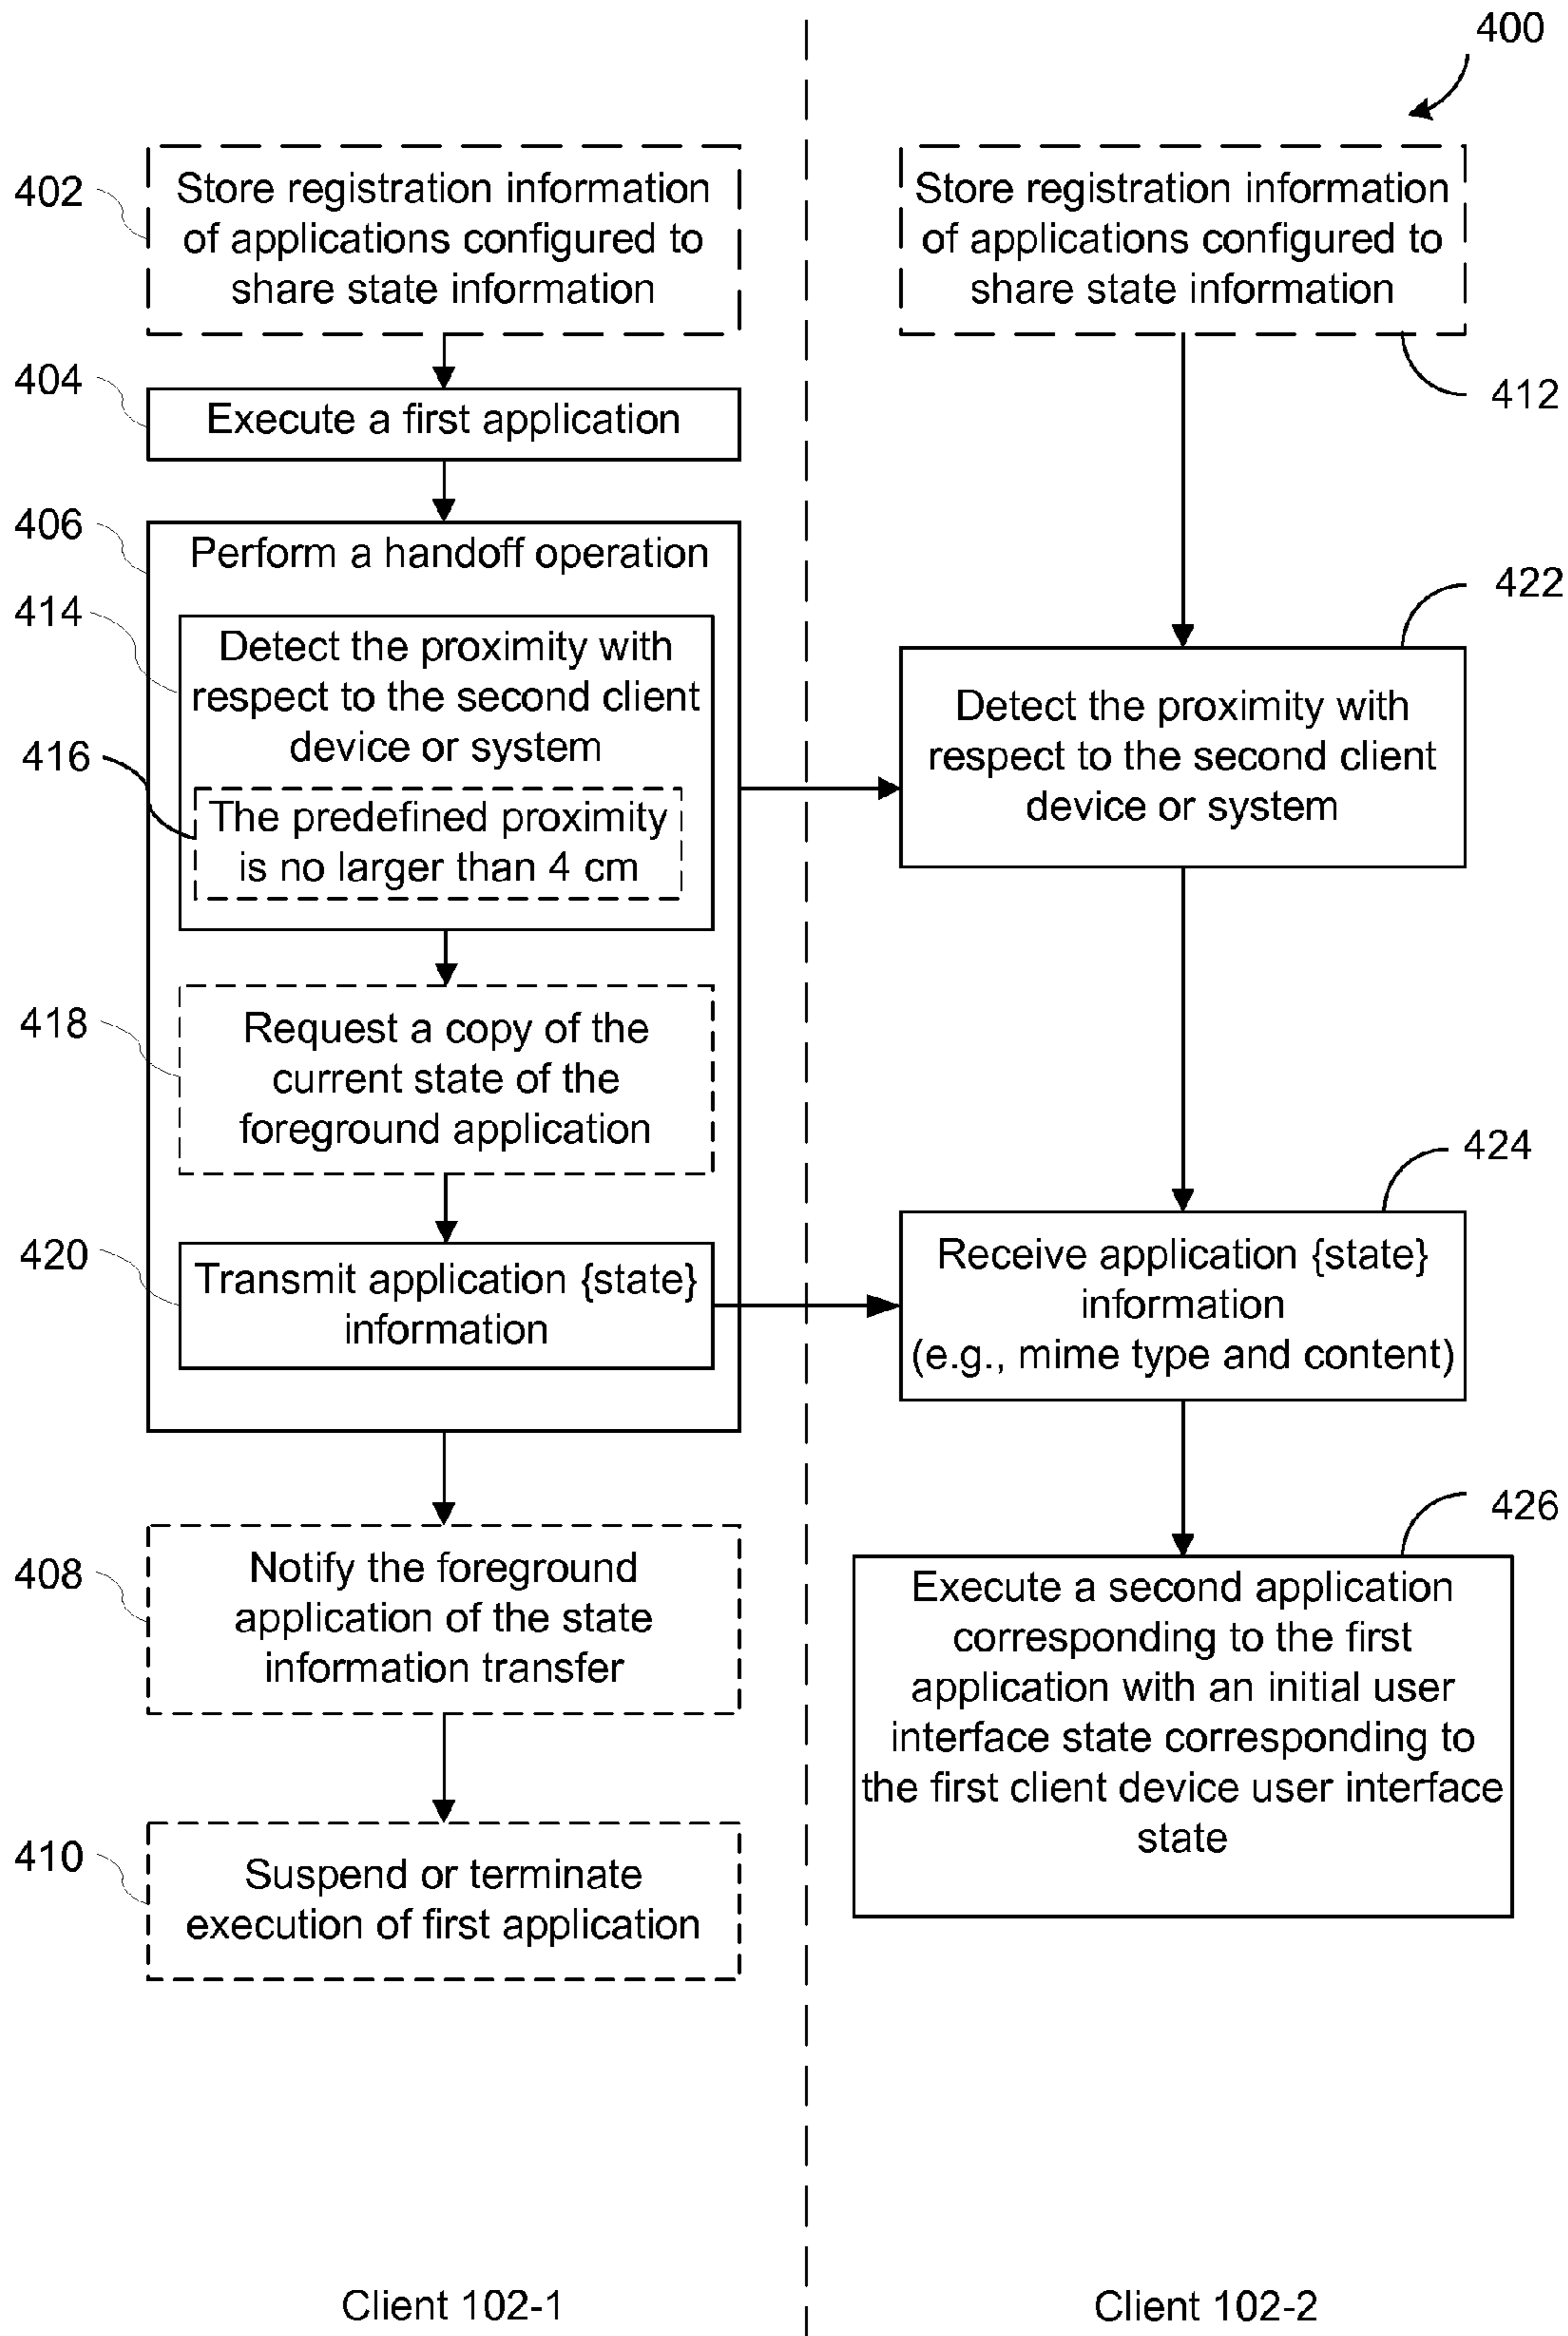 400
402
Store registration information
of applications configured to
share state information
404
Execute a first application
406
Perform a handoff operation
414
Detect the proximity with
respect to the second client
device or system
416
The predefined proximity
is no larger than 4 cm
418
Request a copy of the
current state of the
foreground application
420
Transmit application {state}
information
408
Notify the foreground
application of the state
information transfer
410
Suspend or terminate
execution of first application
Client 102-1
Store registration information
of applications configured to
share state information
412
422
Detect the proximity with
respect to the second client
device or system
424
Receive application {state}
information
(e.g., mime type and content)
426
Execute a second application
corresponding to the first
application with an initial user
interface state corresponding to
the first client device user interface
state
Client 102-2